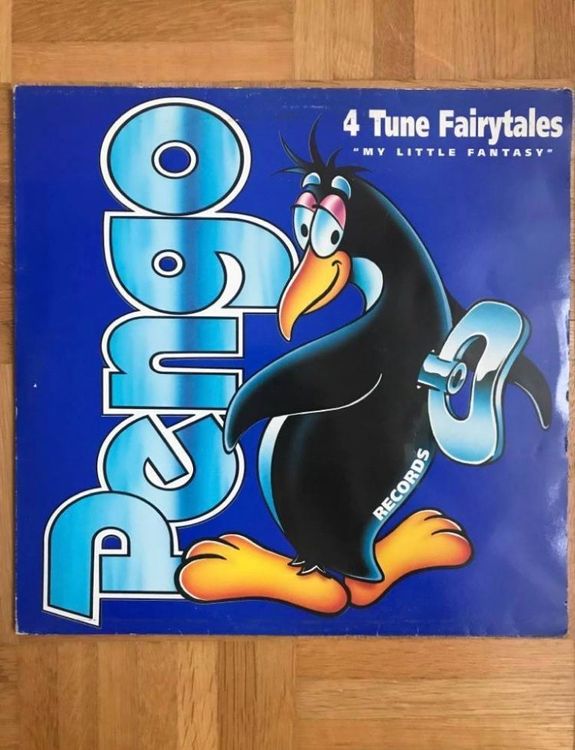 4 Tune Fairytales
"MY LITTLE FANTASY"
Pengo
RECORDS